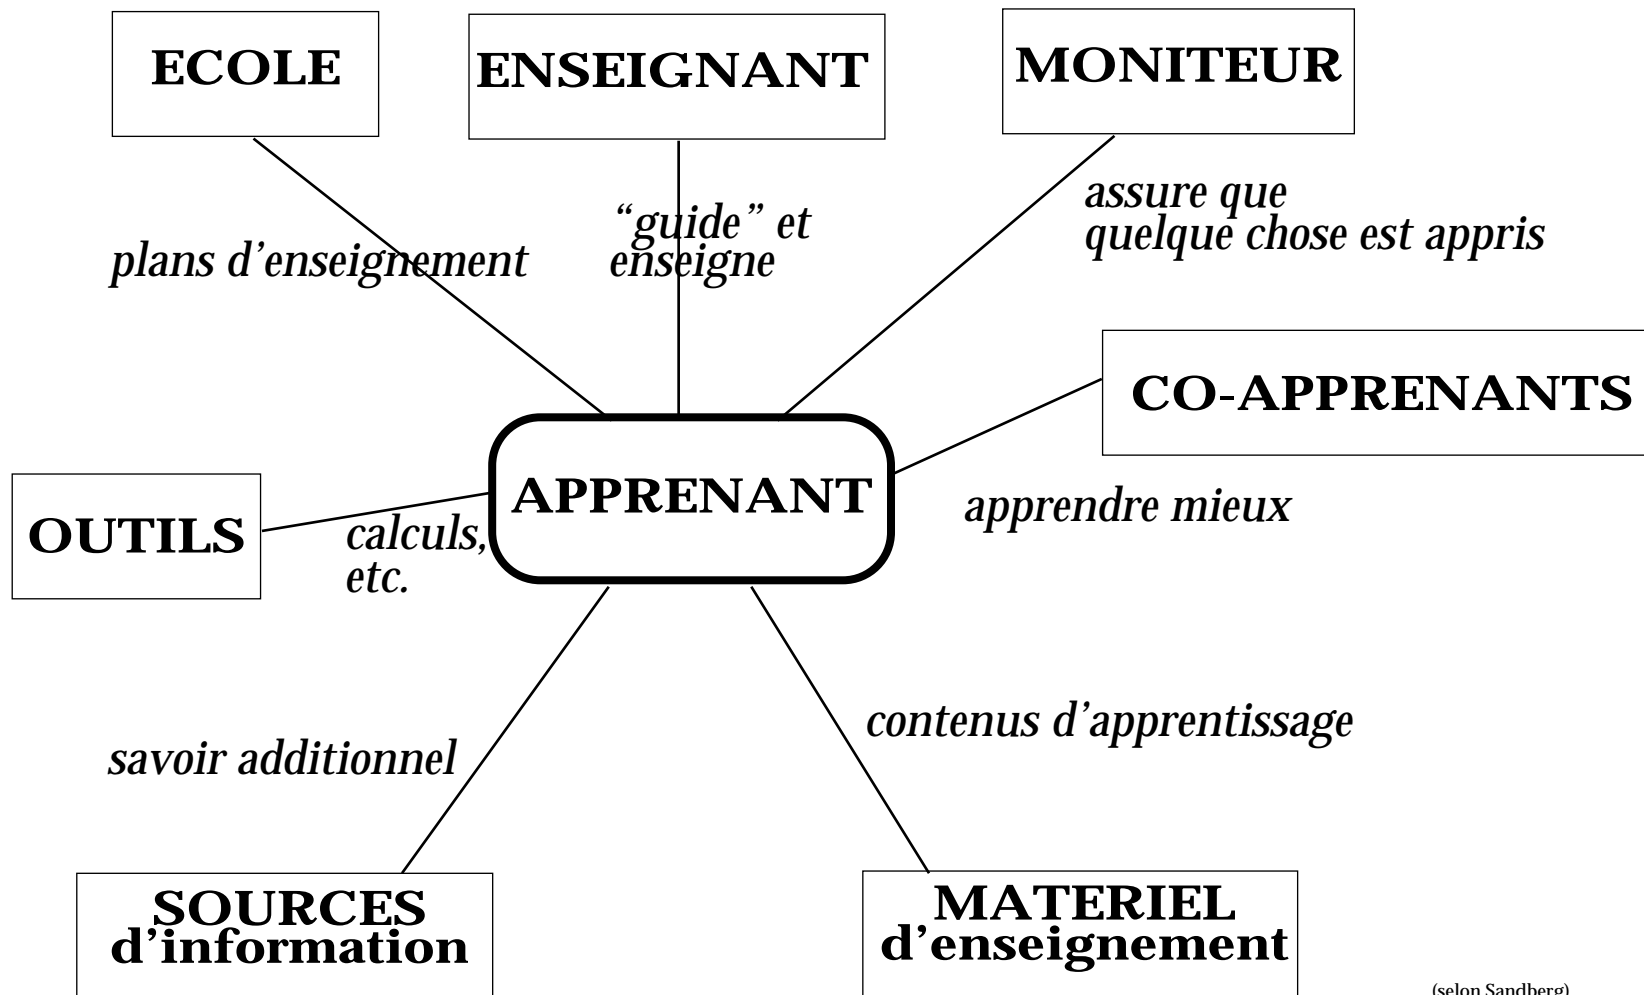 ECOLE
ENSEIGNANT
MONITEUR
assure que
quelque chose est appris
“guide” et
enseigne
plans d’enseignement
CO-APPRENANTS
APPRENANT
apprendre mieux
OUTILS
calculs,
etc.
contenus d’apprentissage
savoir additionnel
SOURCES
d’information
MATERIEL
d’enseignement
(selon Sandberg)